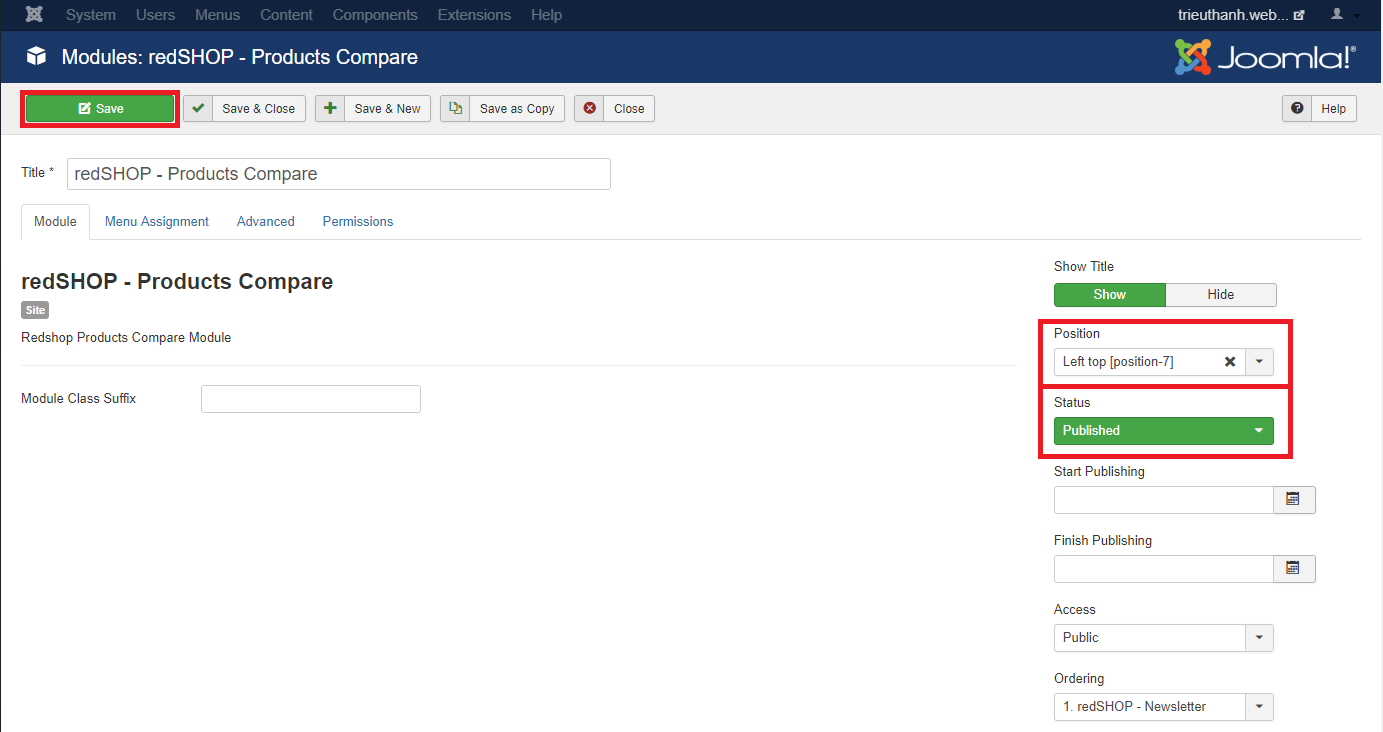 System Users Menus Content Components Extensions Help trieuthanh.web...
Modules: redSHOP - Products Compare Joomla!®
Save Save & Close Save & New Save as Copy Close Help
Title * redSHOP - Products Compare
Module Menu Assignment Advanced Permissions
redSHOP - Products Compare
Site
Redshop Products Compare Module
Module Class Suffix
Show Title
Show Hide
Position
Left top [position-7]
Status
Published
Start Publishing
Finish Publishing
Access
Public
Ordering
1. redSHOP - Newsletter